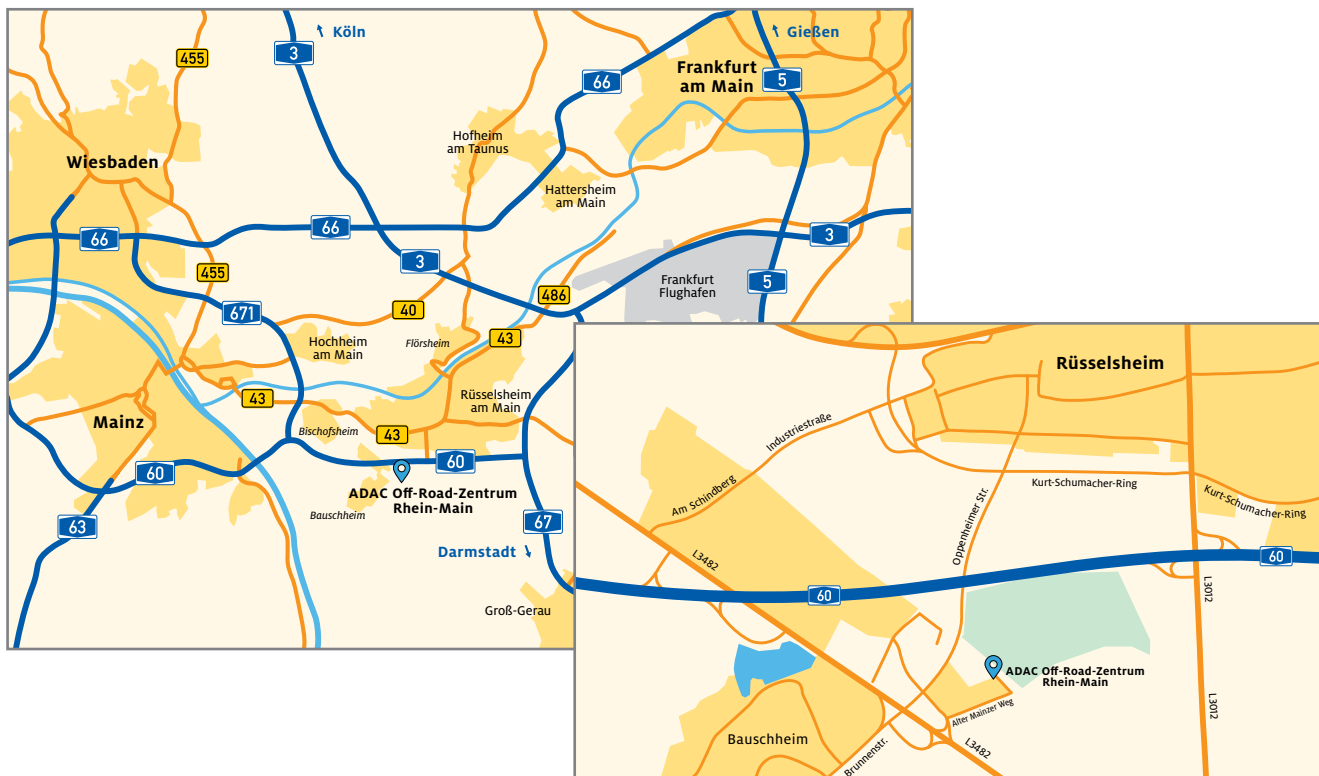 Köln
Gießen
455
3
Frankfurt
am Main
5
66
Hofheim
am Taunus
Wiesbaden
Hattersheim
am Main
66
66
3
3
455
Frankfurt
Flughafen
5
486
671
40
Hochheim
am Main
Flörsheim
43
43
Rüsselsheim
am Main
Mainz
Bischofsheim
43
60
60
ADAC Off-Road-Zentrum
Rhein-Main
Bauschheim
63
67
Darmstadt
Groß-Gerau
Rüsselsheim
Industriestraße
Am Schindberg
Kurt-Schumacher-Ring
Kurt-Schumacher-Ring
Oppenheimer Str.
L3482
60
60
L3012
ADAC Off-Road-Zentrum
Rhein-Main
L3012
Alter Mainzer Weg
Bauschheim
Brunnenstr.
L3482